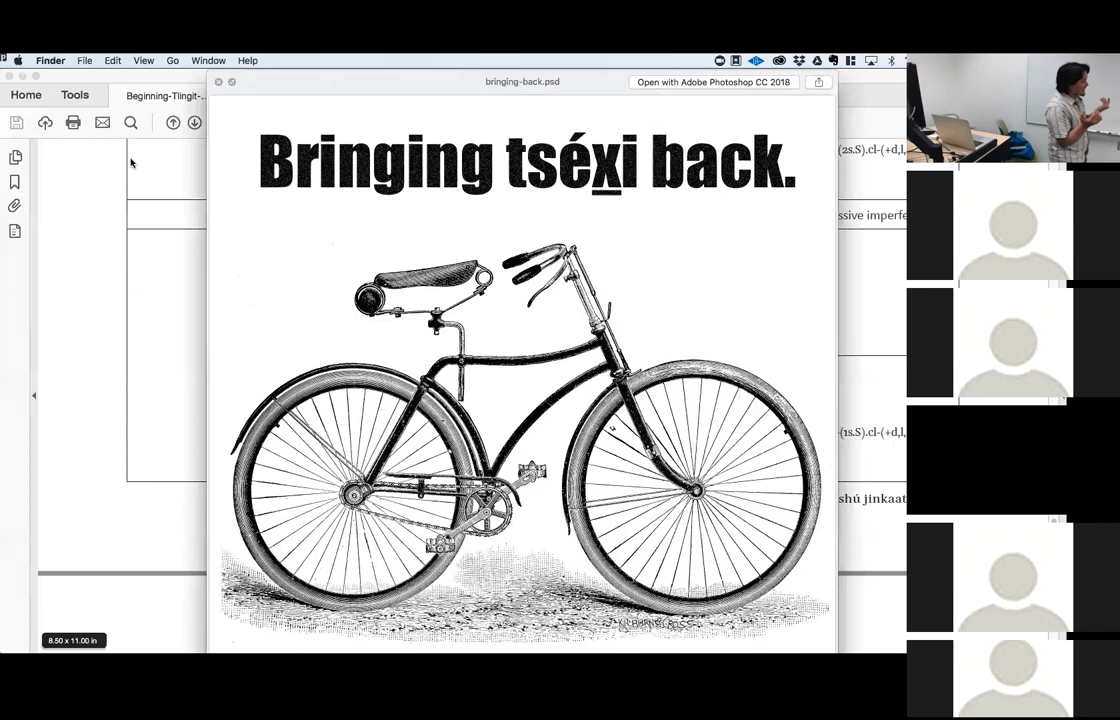 Finder File Edit View Go Window Help
bringing-back.psd
Open with Adobe Photoshop CC 2018
Home Tools
Beginning-Tlingit-...
Bringing tséx̱i back.
(2s.S).cl-(+d,l,
ssive imperfe
-(1s.S).cl-(+d,l,
shú jinkaat
8.50 x 11.00 in